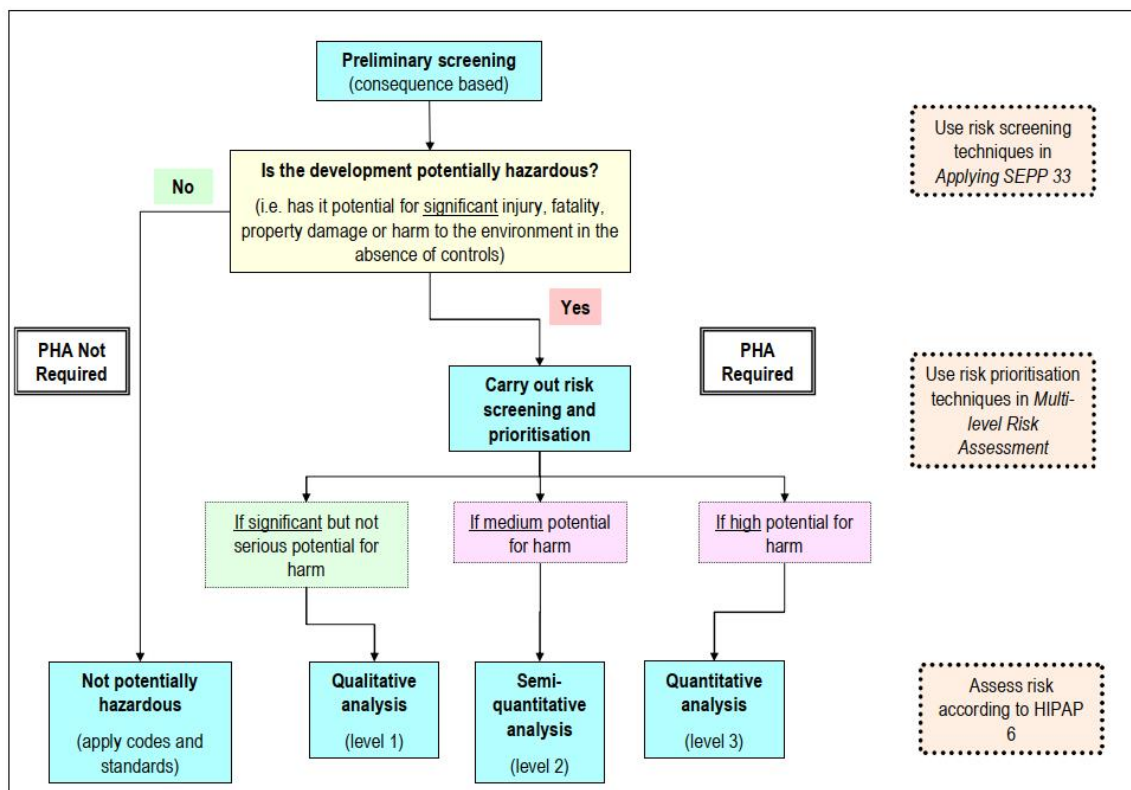 Preliminary screening
(consequence based)
Use risk screening
techniques in
Applying SEPP 33
No
Is the development potentially hazardous?
(i.e. has it potential for significant injury, fatality,
property damage or harm to the environment in the
absence of controls)
Yes
PHA Not
Required
PHA
Required
Carry out risk
screening and
prioritisation
Use risk prioritisation
techniques in Multi-
level Risk
Assessment
If significant but not
serious potential for
harm
If medium potential
for harm
If high potential for
harm
Not potentially
hazardous
(apply codes and
standards)
Qualitative
analysis
(level 1)
Semi-
quantitative
analysis
(level 2)
Quantitative
analysis
(level 3)
Assess risk
according to HIPAP
6